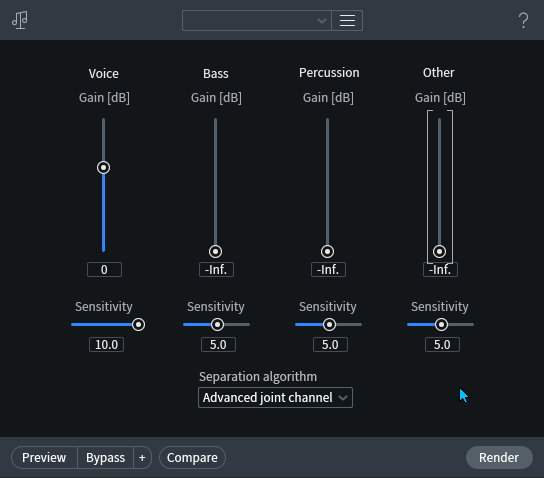 ?
Voice Bass Percussion Other
Gain [dB] Gain [dB] Gain [dB] Gain [dB]
0 -Inf. -Inf. -Inf.
Sensitivity Sensitivity Sensitivity Sensitivity
10.0 5.0 5.0 5.0
Separation algorithm
Advanced joint channel
Preview Bypass + Compare Render